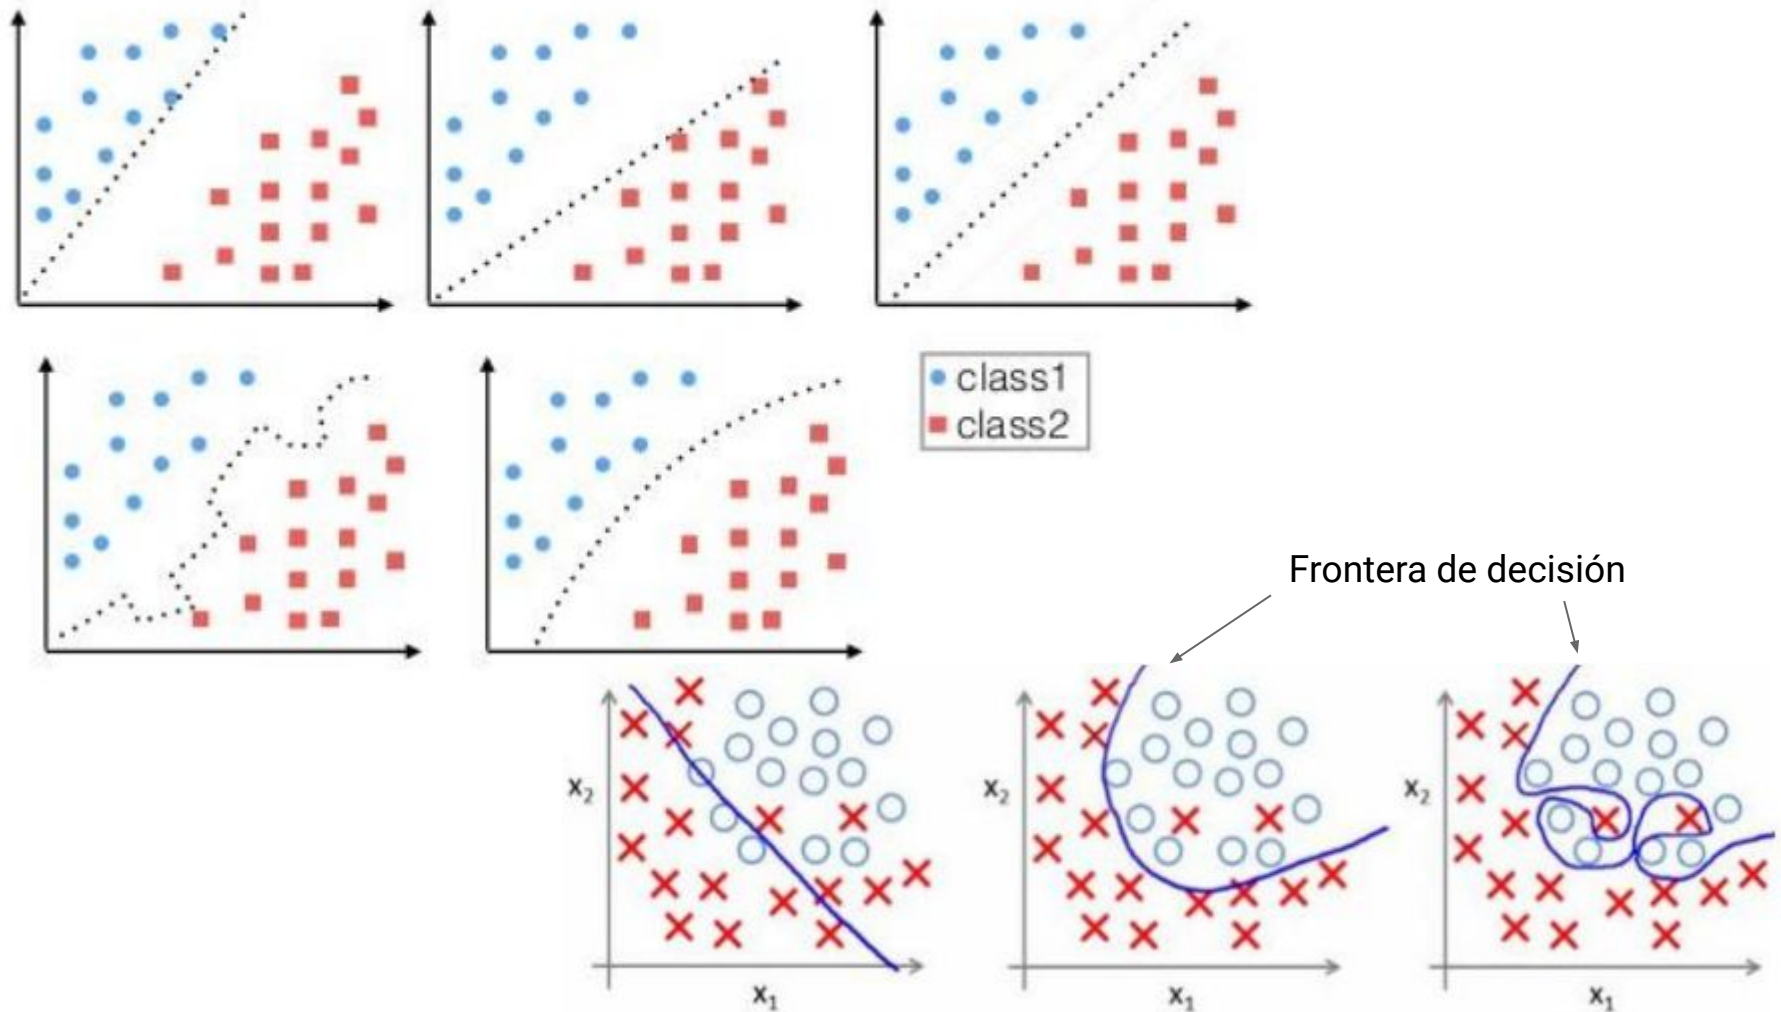 class1
class2
Frontera de decisión
x₂
x₁
x₂
x₁
x₂
x₁